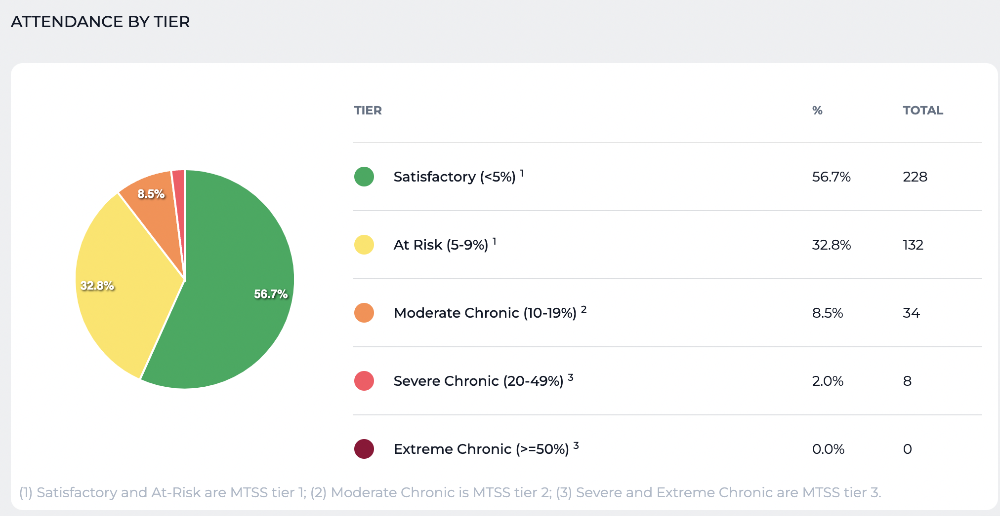 ATTENDANCE BY TIER
TIER % TOTAL
Satisfactory (<5%) 1 56.7% 228
At Risk (5-9%) 1 32.8% 132
Moderate Chronic (10-19%) 2 8.5% 34
Severe Chronic (20-49%) 3 2.0% 8
Extreme Chronic (>=50%) 3 0.0% 0
8.5%
32.8%
56.7%
(1) Satisfactory and At-Risk are MTSS tier 1; (2) Moderate Chronic is MTSS tier 2; (3) Severe and Extreme Chronic are MTSS tier 3.